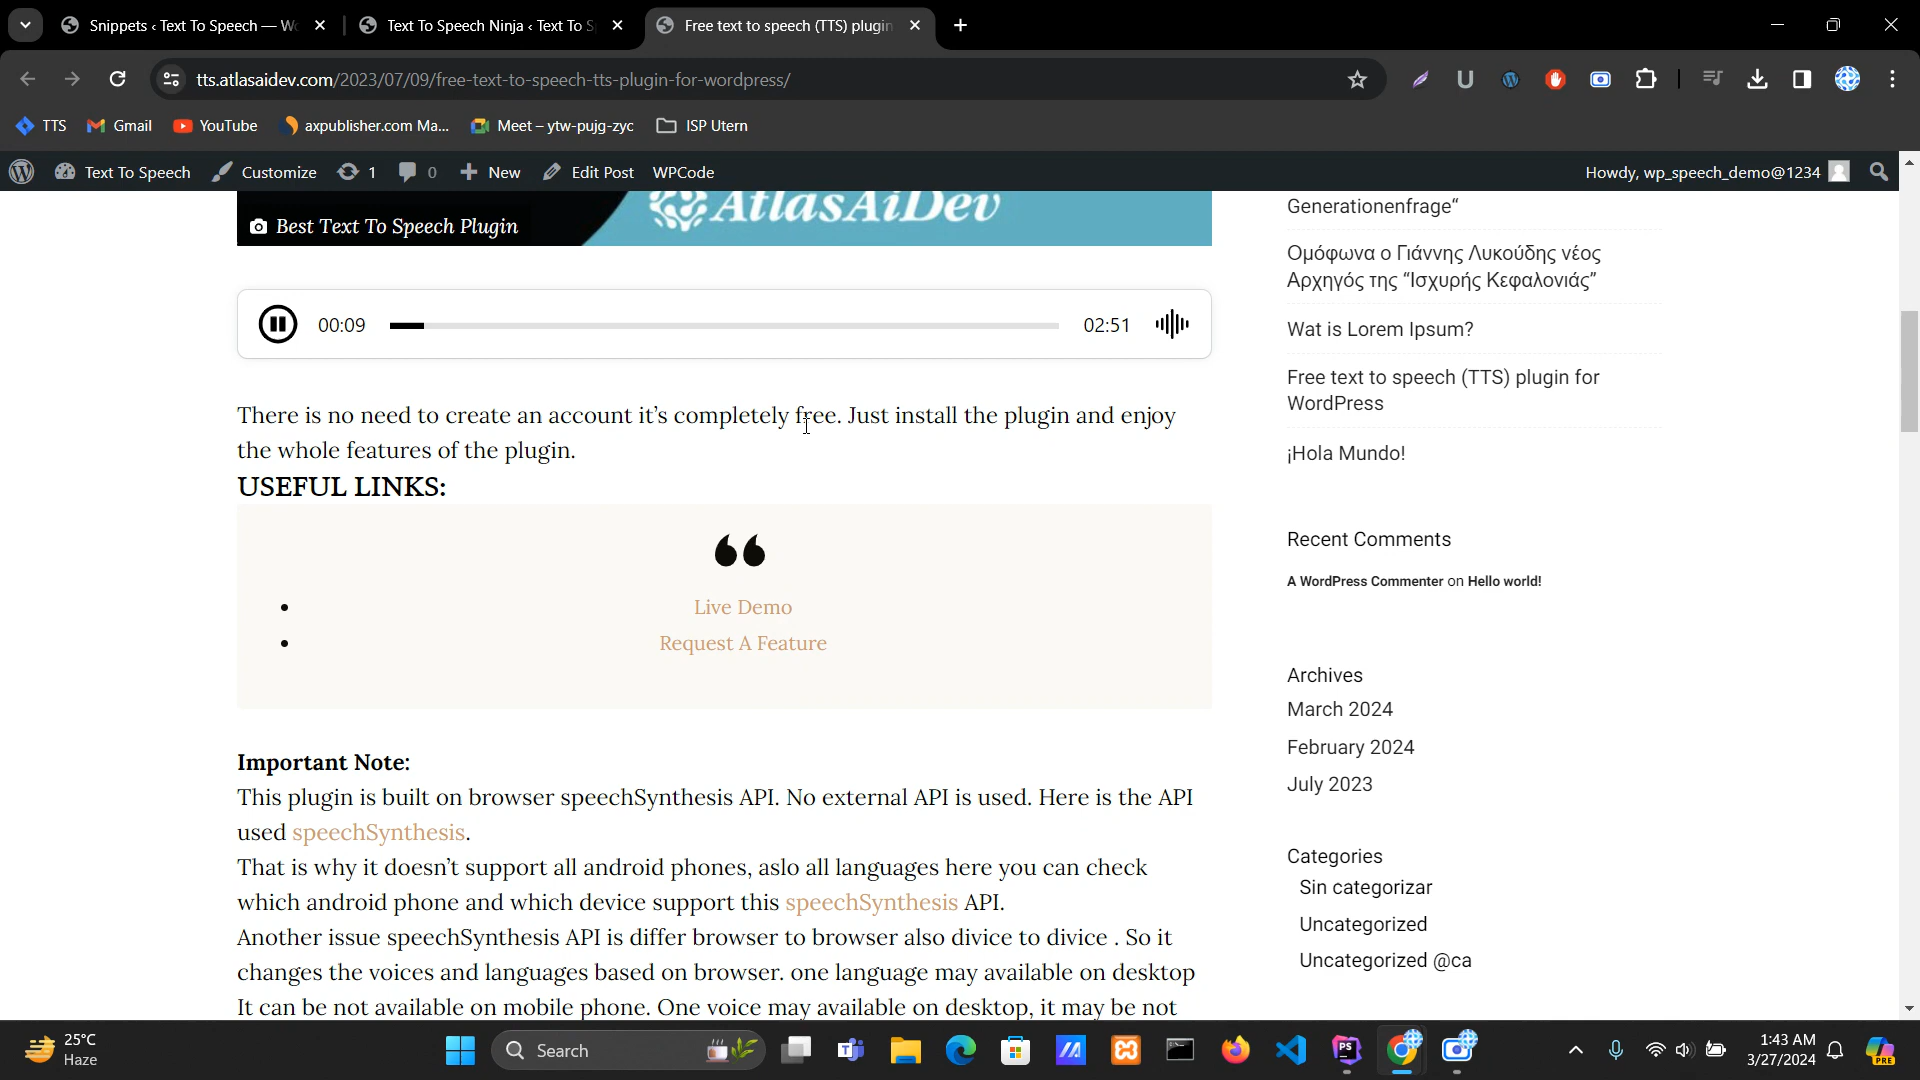 Snippets ‹ Text To Speech — W
Text To Speech Ninja ‹ Text To S
Free text to speech (TTS) plugin
tts.atlasaidev.com/2023/07/09/free-text-to-speech-tts-plugin-for-wordpress/
TTS
Gmail
YouTube
axpublisher.com Ma...
Meet – ytw-pujg-zyc
ISP Utern
Text To Speech
Customize
1
0
New
Edit Post
WPCode
Howdy, wp_speech_demo@1234
AtlasAiDev
Best Text To Speech Plugin
00:09
02:51
There is no need to create an account it’s completely free. Just install the plugin and enjoy
the whole features of the plugin.
USEFUL LINKS:
Live Demo
Request A Feature
Important Note:
This plugin is built on browser speechSynthesis API. No external API is used. Here is the API
used speechSynthesis.
That is why it doesn’t support all android phones, aslo all languages here you can check
which android phone and which device support this speechSynthesis API.
Another issue speechSynthesis API is differ browser to browser also divice to divice . So it
changes the voices and languages based on browser. one language may available on desktop
It can be not available on mobile phone. One voice may available on desktop, it may be not
Generationenfrage“
Ομόφωνα ο Γιάννης Λυκούδης νέος
Αρχηγός της “Ισχυρής Κεφαλονιάς”
Wat is Lorem Ipsum?
Free text to speech (TTS) plugin for
WordPress
¡Hola Mundo!
Recent Comments
A WordPress Commenter on Hello world!
Archives
March 2024
February 2024
July 2023
Categories
Sin categorizar
Uncategorized
Uncategorized @ca
25°C
Haze
Search
1:43 AM
3/27/2024